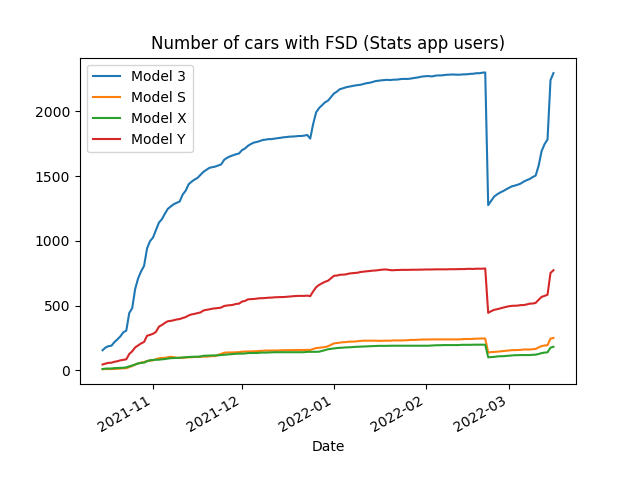 Number of cars with FSD (Stats app users)
Model 3
Model S
Model X
Model Y
2000
1500
1000
500
0
2021-11
2021-12
2022-01
2022-02
2022-03
Date